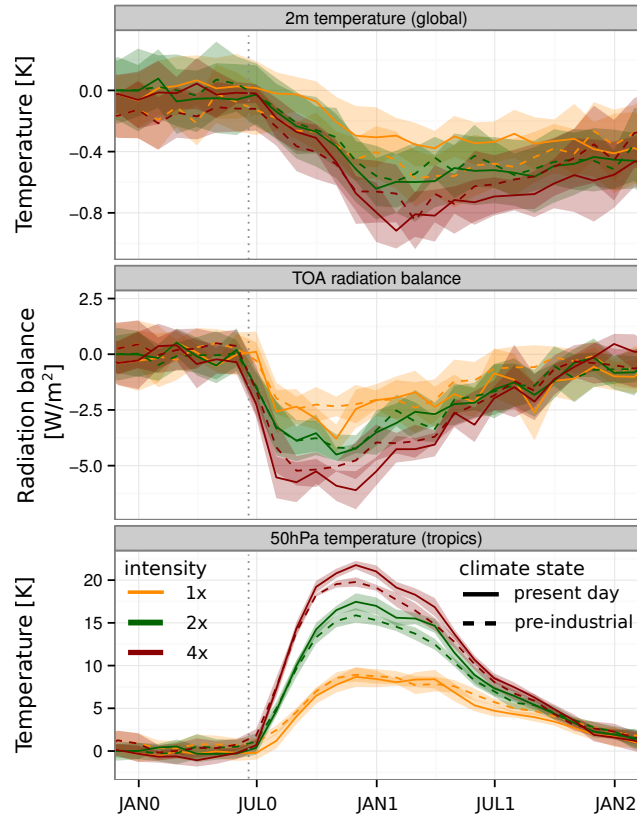 2m temperature (global)
Temperature [K]
0.0
−0.4
−0.8
TOA radiation balance
Radiation balance
[W/m²]
2.5
0.0
−2.5
−5.0
50hPa temperature (tropics)
Temperature [K]
20
15
10
5
0
intensity
1x
2x
4x
climate state
present day
pre-industrial
JAN0 JUL0 JAN1 JUL1 JAN2